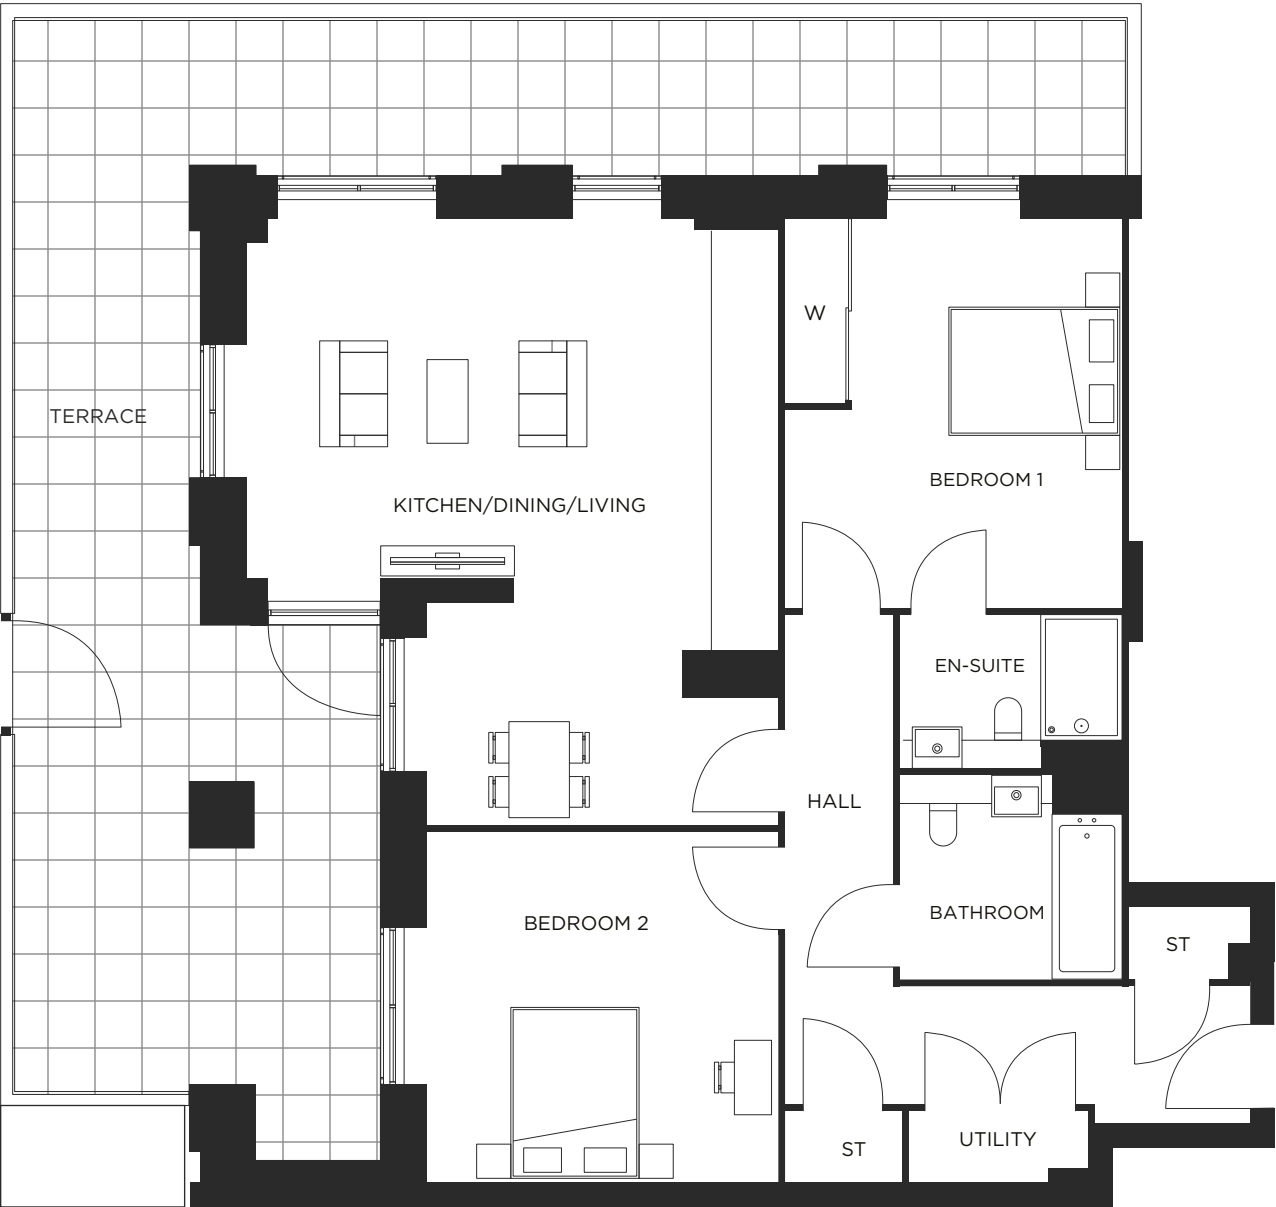 W
TERRACE
BEDROOM 1
KITCHEN/DINING/LIVING
EN-SUITE
HALL
BATHROOM
BEDROOM 2
ST
UTILITY
ST